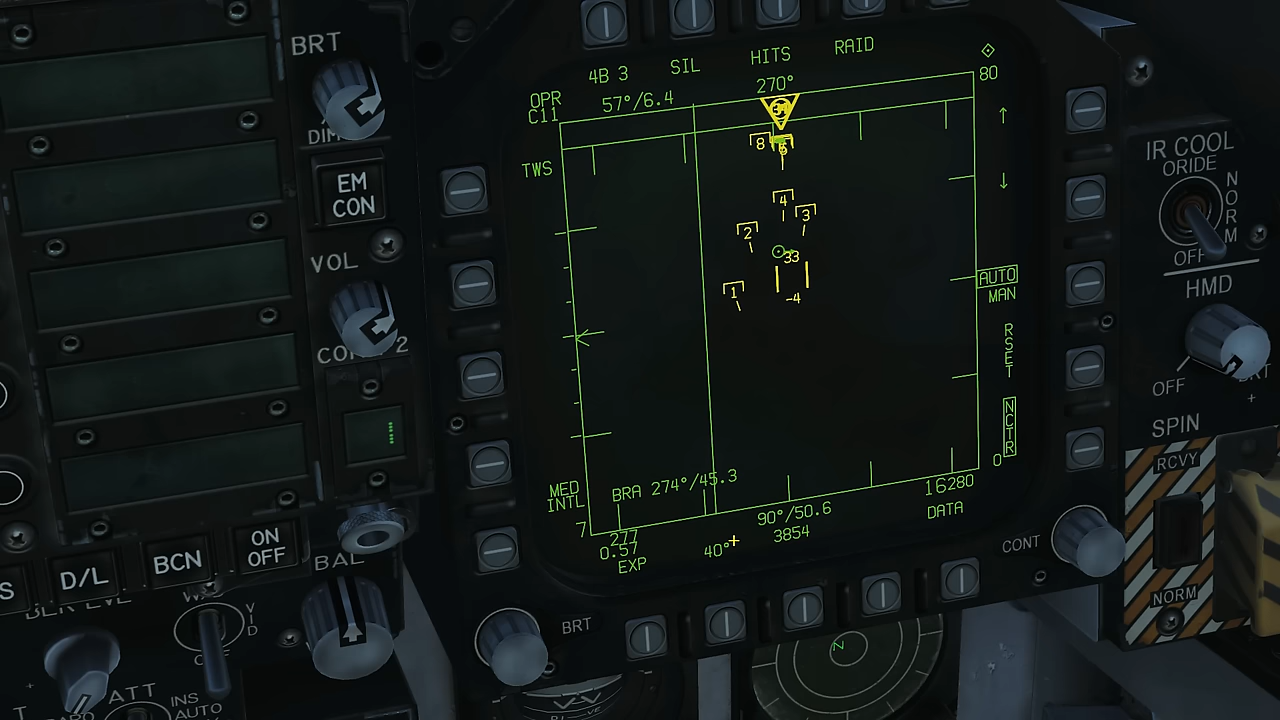 BRT
DIM
EM
CON
VOL
COM 2
D/L
BCN
ON
OFF
BAL
ATT
INS
AUTO
4B 3
SIL
HITS
RAID
OPR
C11
57°/6.4
270°
80
TWS
8
4
3
2
33
1
-4
AUTO
MAN
RSET
NCTR
0
MED
INTL
7
BRA 274°/45.3
277
0.57
EXP
40°
90°/50.6
3854
16280
DATA
BRT
CONT
N
IR COOL
ORIDE
NORM
OFF
HMD
OFF
BRT
SPIN
RCVY
NORM